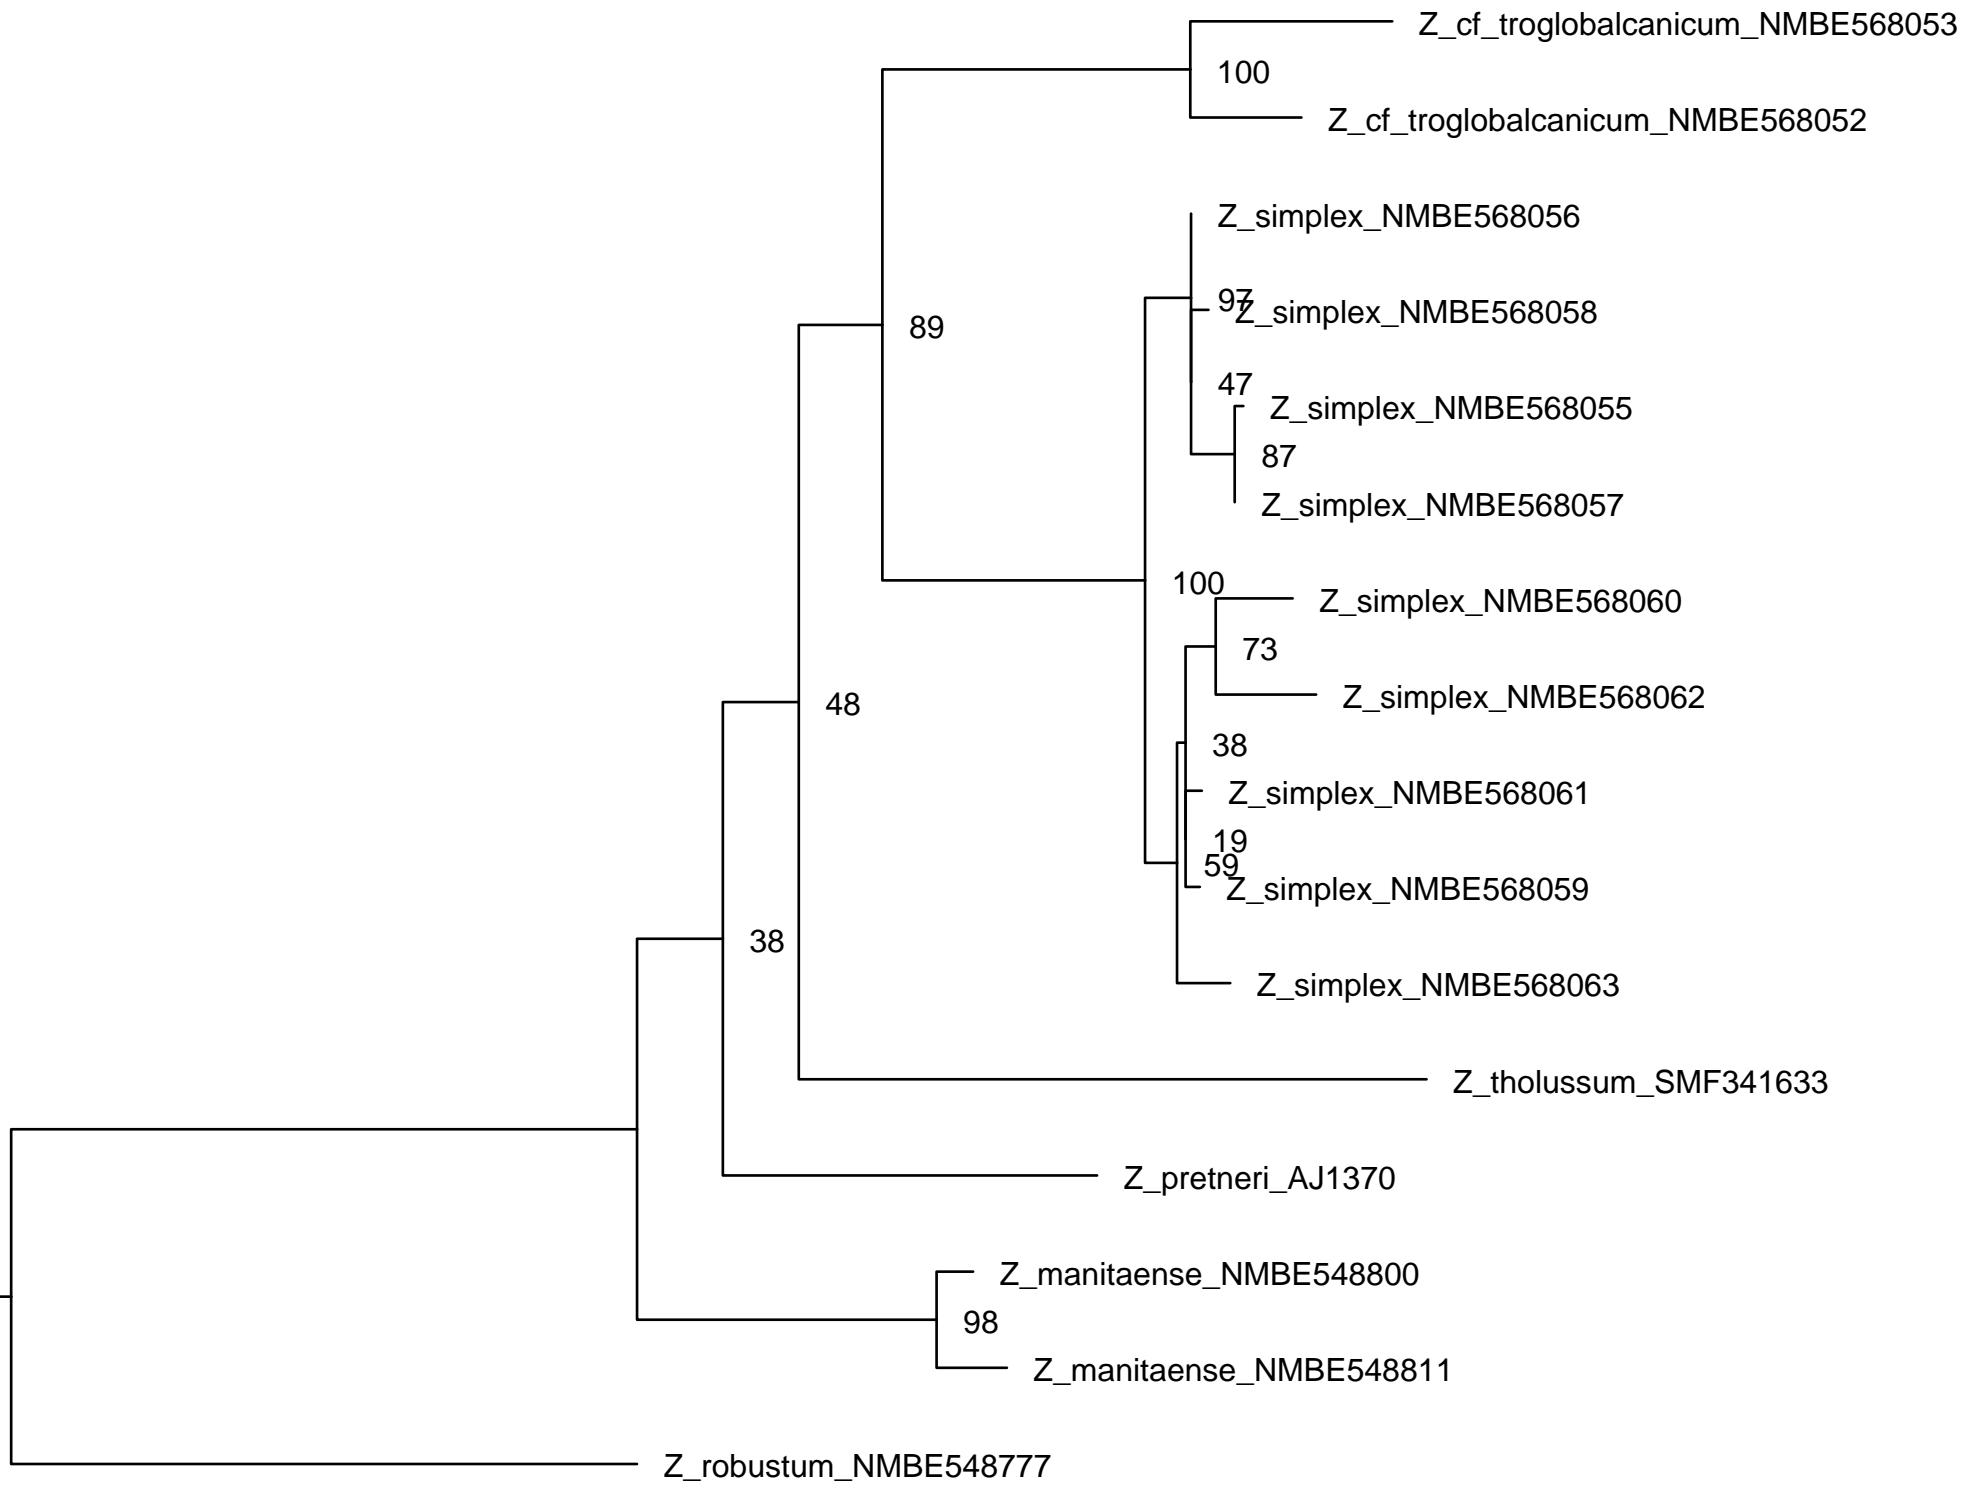 Z_cf_troglobalcanicum_NMBE568053
100
Z_cf_troglobalcanicum_NMBE568052
Z_simplex_NMBE568056
97
Z_simplex_NMBE568058
89
47
Z_simplex_NMBE568055
87
Z_simplex_NMBE568057
100
Z_simplex_NMBE568060
73
Z_simplex_NMBE568062
48
38
Z_simplex_NMBE568061
19
59
Z_simplex_NMBE568059
38
Z_simplex_NMBE568063
Z_tholussum_SMF341633
Z_pretneri_AJ1370
Z_manitaense_NMBE548800
98
Z_manitaense_NMBE548811
Z_robustum_NMBE548777